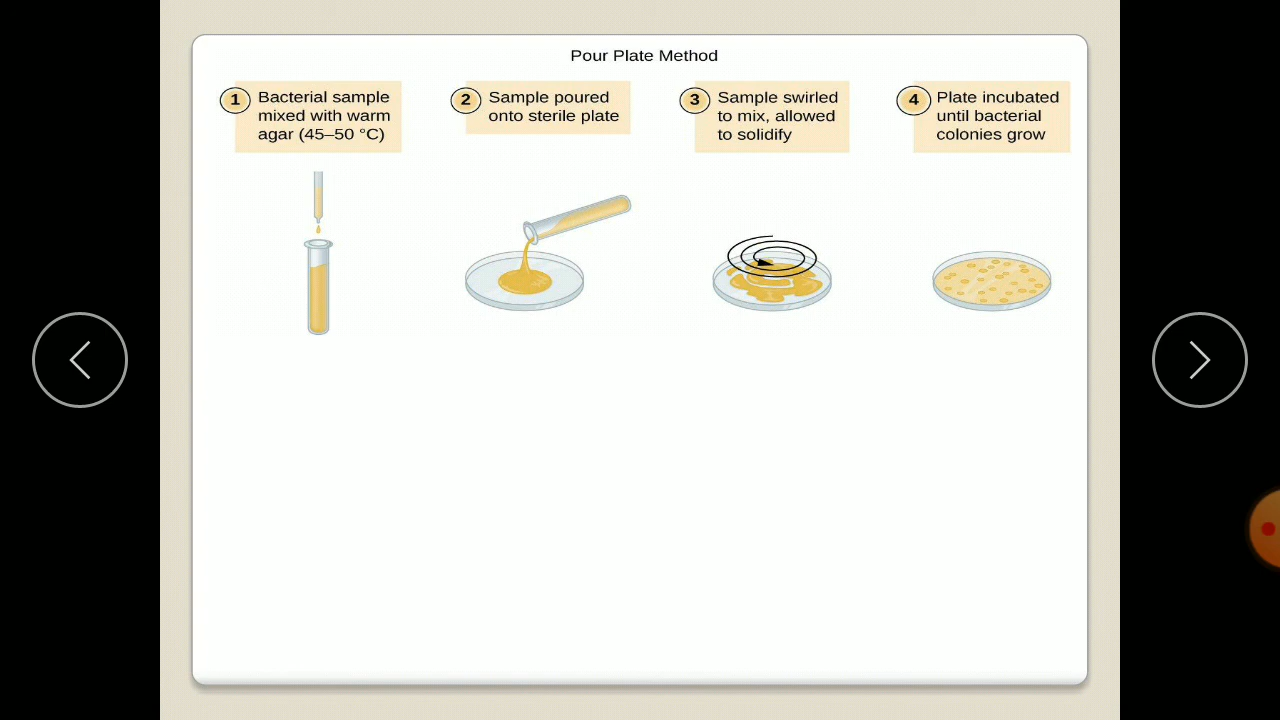 Pour Plate Method
1
Bacterial sample
mixed with warm
agar (45–50 °C)
2
Sample poured
onto sterile plate
3
Sample swirled
to mix, allowed
to solidify
4
Plate incubated
until bacterial
colonies grow